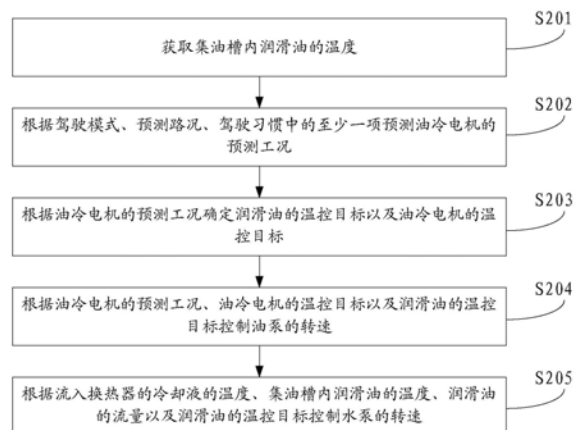 S201
获取集油槽内润滑油的温度
S202
根据驾驶模式、预测路况、驾驶习惯中的至少一项预测油冷电机的
预测工况
S203
根据油冷电机的预测工况确定润滑油的温控目标以及油冷电机的温
控目标
S204
根据油冷电机的预测工况、油冷电机的温控目标以及润滑油的温控
目标控制油泵的转速
S205
根据流入换热器的冷却液的温度、集油槽内润滑油的温度、润滑油
的流量以及润滑油的温控目标控制水泵的转速